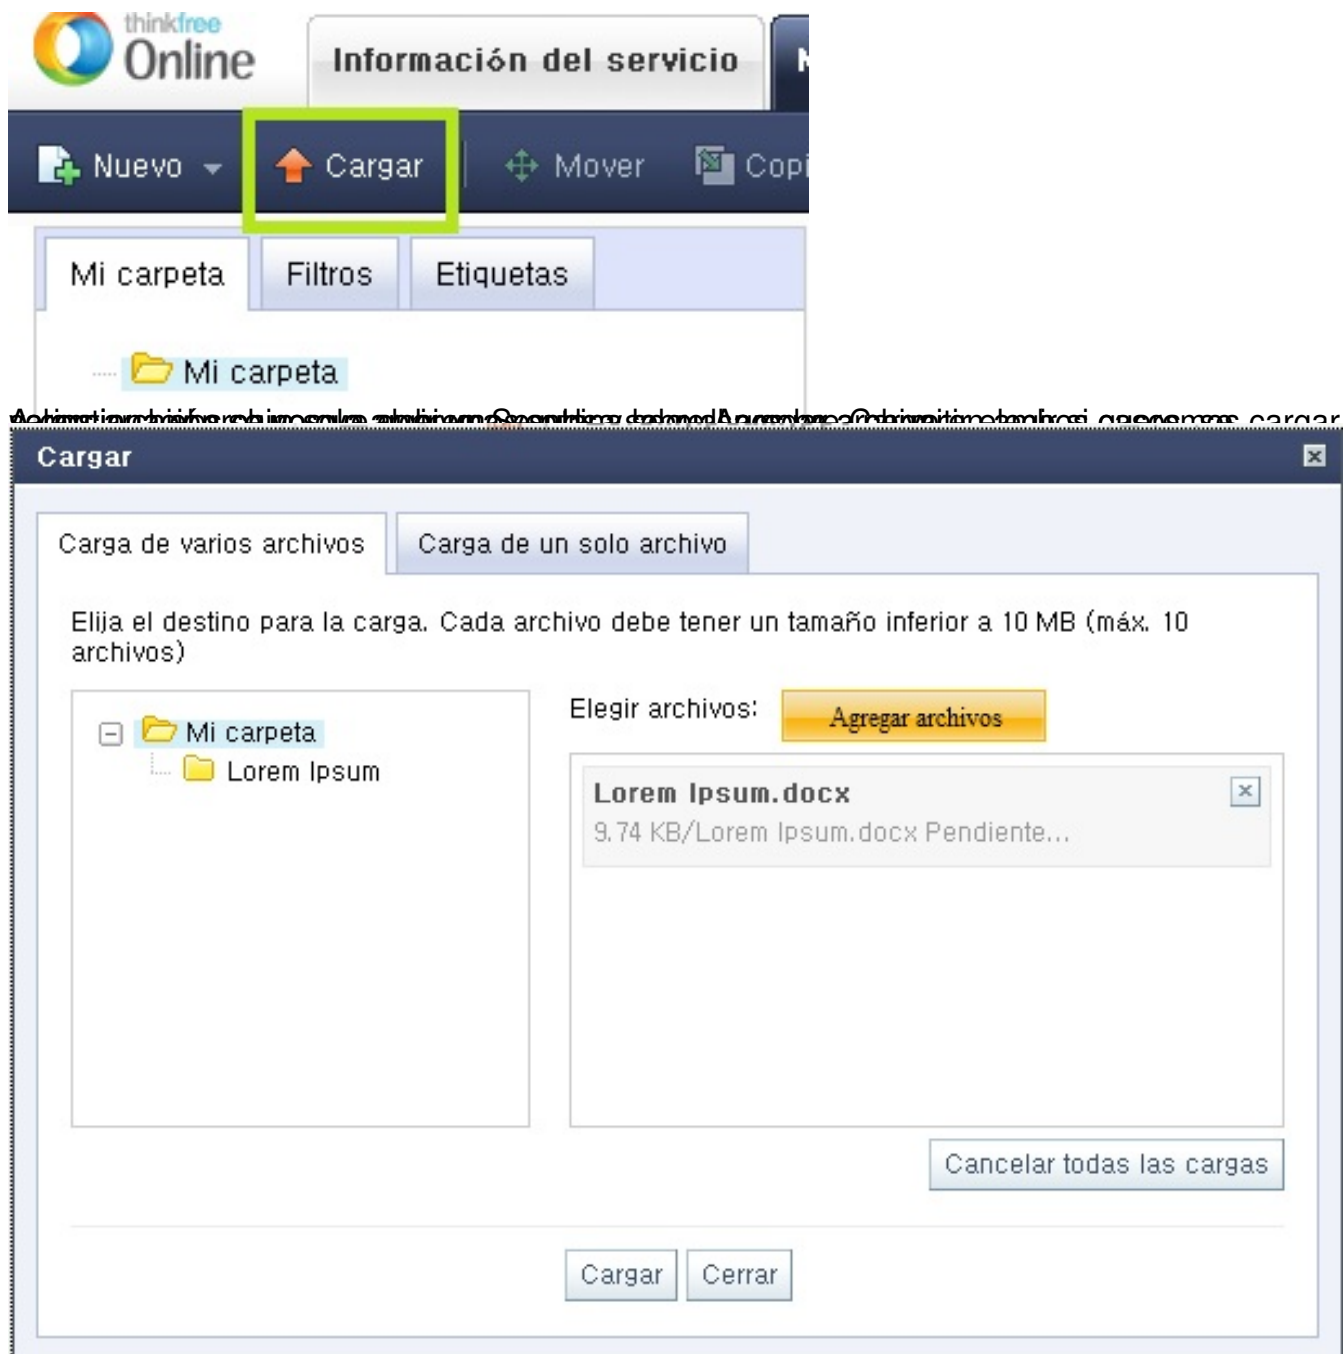 thinkfree
Online
Información del servicio
Nuevo
Cargar
Mover
Copi
Mi carpeta
Filtros
Etiquetas
Mi carpeta
cargar
Cargar
Carga de varios archivos
Carga de un solo archivo
Elija el destino para la carga. Cada archivo debe tener un tamaño inferior a 10 MB (máx. 10
archivos)
Mi carpeta
Lorem Ipsum
Elegir archivos:
Agregar archivos
Lorem Ipsum.docx
9.74 KB/Lorem Ipsum.docx Pendiente...
Cancelar todas las cargas
Cargar
Cerrar